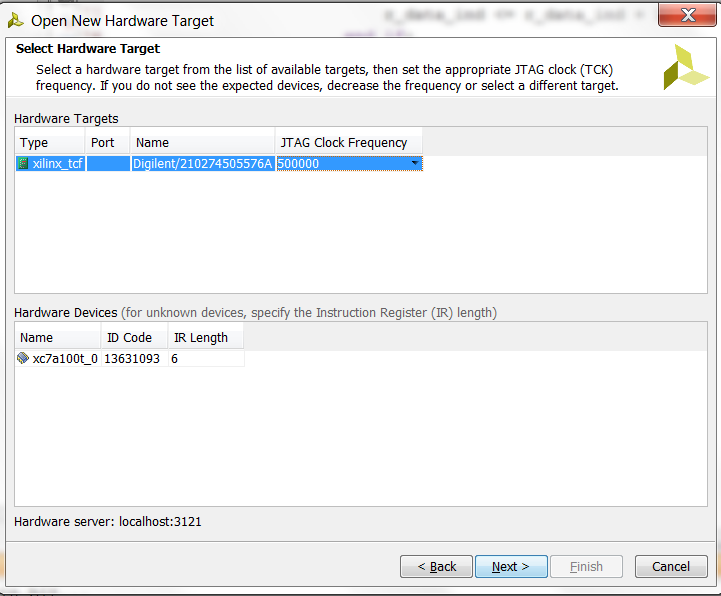 Open New Hardware Target
Select Hardware Target
Select a hardware target from the list of available targets, then set the appropriate JTAG clock (TCK)
frequency. If you do not see the expected devices, decrease the frequency or select a different target.
Hardware Targets
Type Port Name JTAG Clock Frequency
xilinx_tcf Digilent/210274505576A 500000
Hardware Devices (for unknown devices, specify the Instruction Register (IR) length)
Name ID Code IR Length
xc7a100t_0 13631093 6
Hardware server: localhost:3121
< Back Next > Finish Cancel